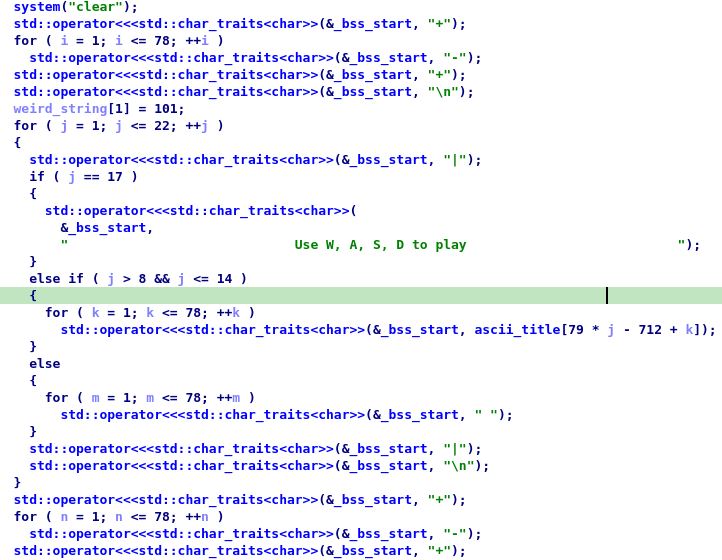 system("clear");
std::operator<<<std::char_traits<char>>(&_bss_start, "+");
for ( i = 1; i <= 78; ++i )
  std::operator<<<std::char_traits<char>>(&_bss_start, "-");
std::operator<<<std::char_traits<char>>(&_bss_start, "+");
std::operator<<<std::char_traits<char>>(&_bss_start, "\n");
weird_string[1] = 101;
for ( j = 1; j <= 22; ++j )
{
  std::operator<<<std::char_traits<char>>(&_bss_start, "|");
  if ( j == 17 )
  {
    std::operator<<<std::char_traits<char>>(
      &_bss_start,
      "                             Use W, A, S, D to play                           ");
  }
  else if ( j > 8 && j <= 14 )
  {
    for ( k = 1; k <= 78; ++k )
      std::operator<<<std::char_traits<char>>(&_bss_start, ascii_title[79 * j - 712 + k]);
  }
  else
  {
    for ( m = 1; m <= 78; ++m )
      std::operator<<<std::char_traits<char>>(&_bss_start, " ");
  }
  std::operator<<<std::char_traits<char>>(&_bss_start, "|");
  std::operator<<<std::char_traits<char>>(&_bss_start, "\n");
}
std::operator<<<std::char_traits<char>>(&_bss_start, "+");
for ( n = 1; n <= 78; ++n )
  std::operator<<<std::char_traits<char>>(&_bss_start, "-");
std::operator<<<std::char_traits<char>>(&_bss_start, "+");